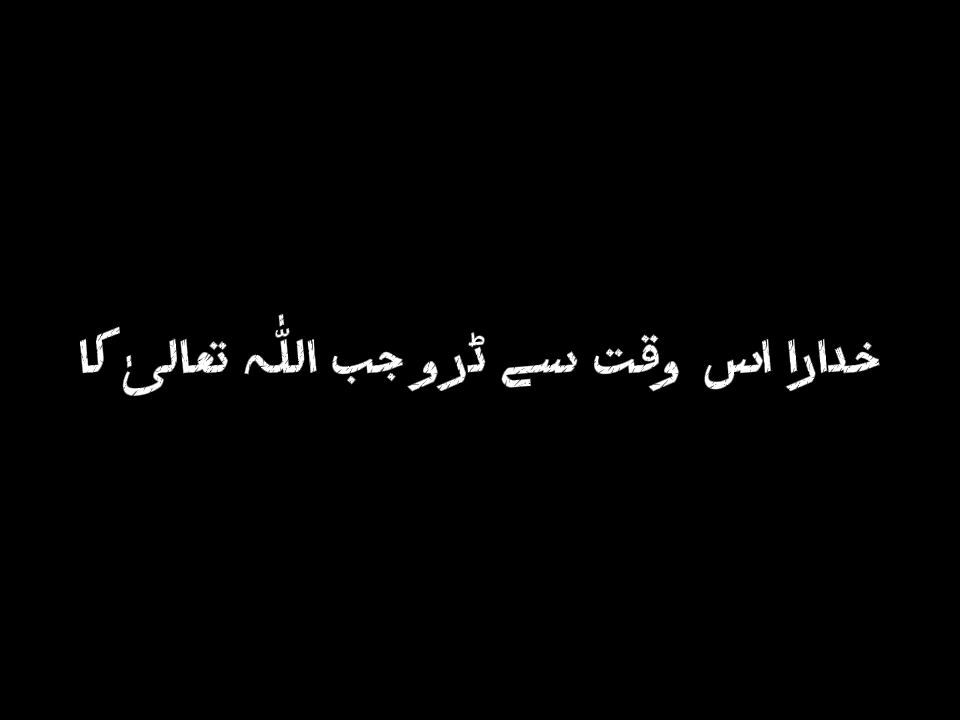 خدارا اس وقت سے ڈرو جب اللہ تعالیٰ کا